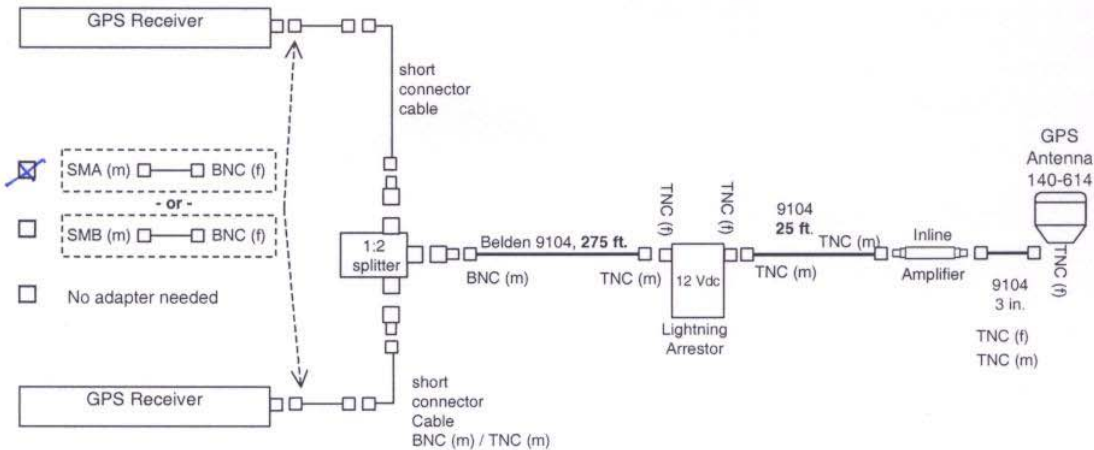 GPS Receiver
short
connector
cable
SMA (m) BNC (f)
- or -
SMB (m) BNC (f)
No adapter needed
1:2
splitter
Belden 9104, 275 ft.
BNC (m)
TNC (m)
TNC (f)
TNC (f)
12 Vdc
Lightning
Arrestor
9104
25 ft.
TNC (m)
TNC (m)
Inline
Amplifier
9104
3 in.
TNC (f)
TNC (m)
GPS
Antenna
140-614
TNC (f)
GPS Receiver
short
connector
Cable
BNC (m) / TNC (m)